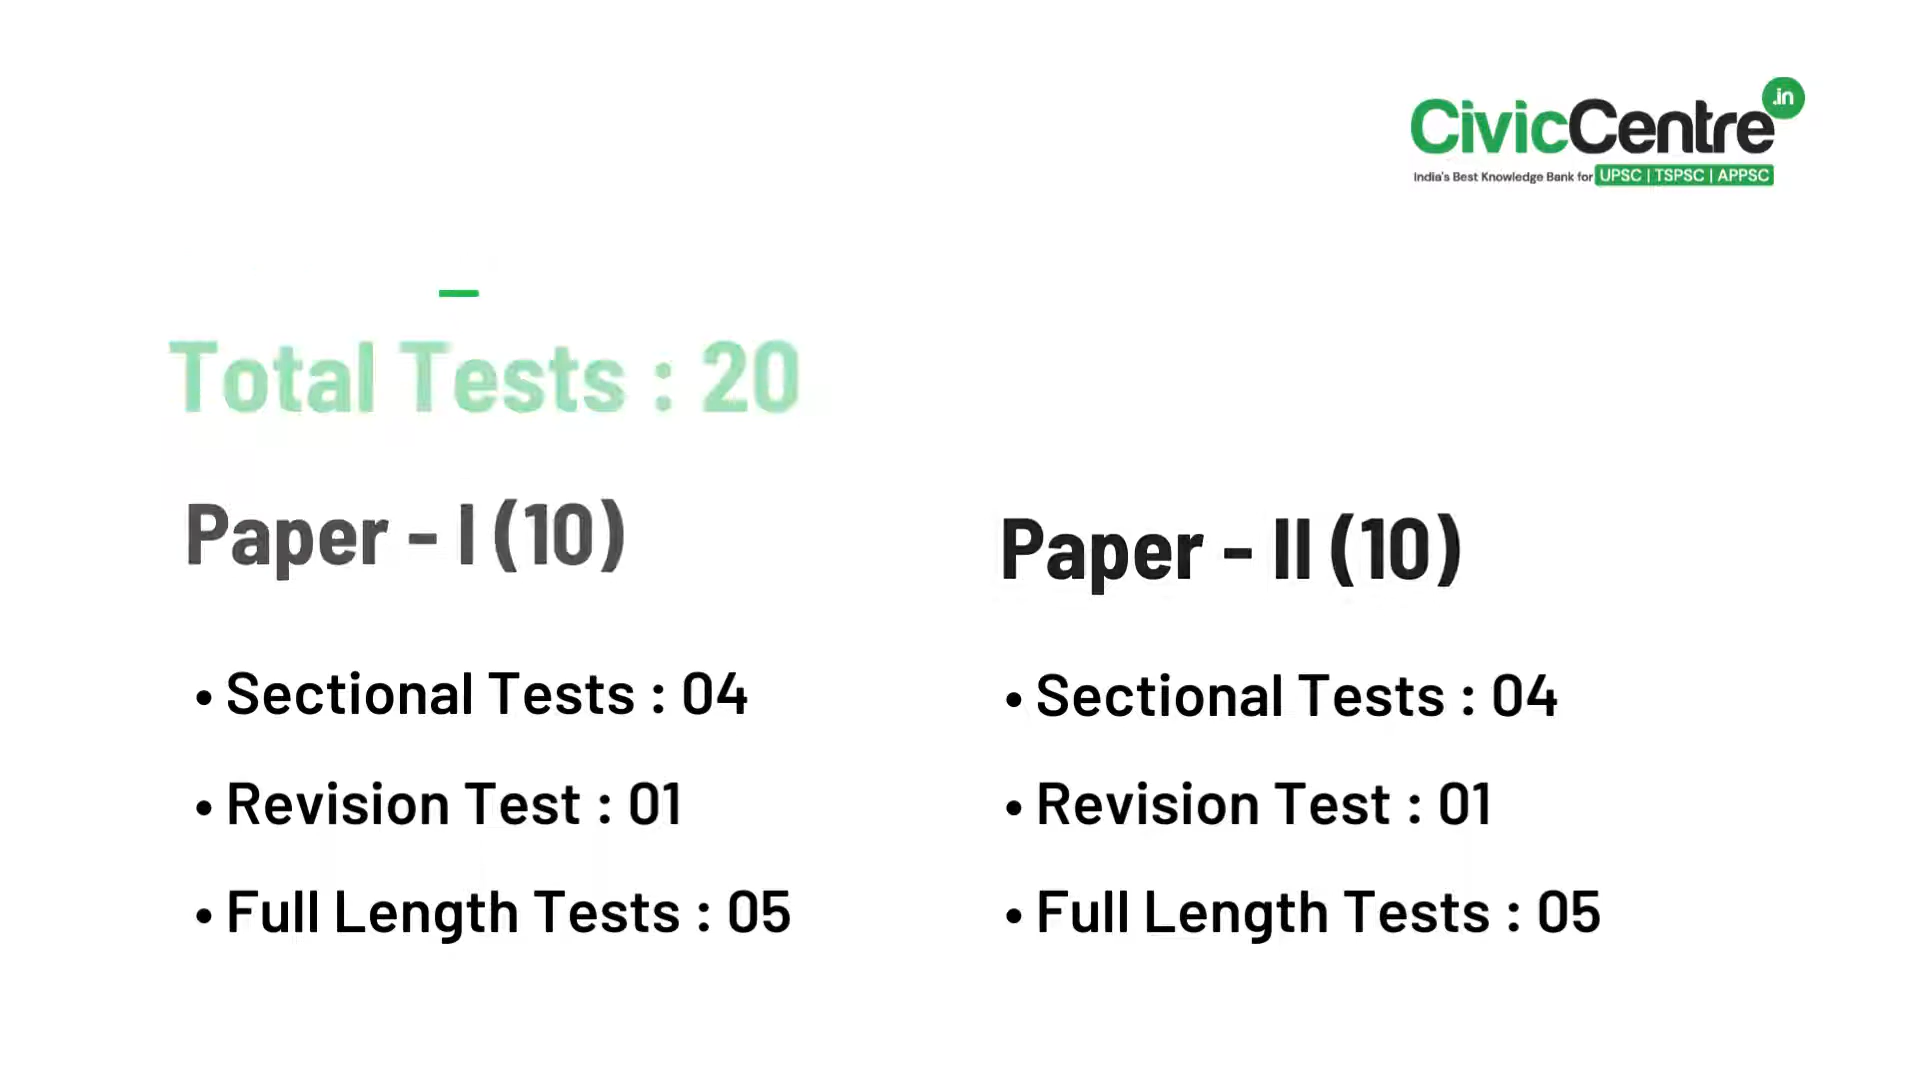 CivicCentre.in
India's Best Knowledge Bank for UPSC | TSPSC | APPSC
Total Tests : 20
Paper - I (10)
• Sectional Tests : 04
• Revision Test : 01
• Full Length Tests : 05
Paper - II (10)
• Sectional Tests : 04
• Revision Test : 01
• Full Length Tests : 05